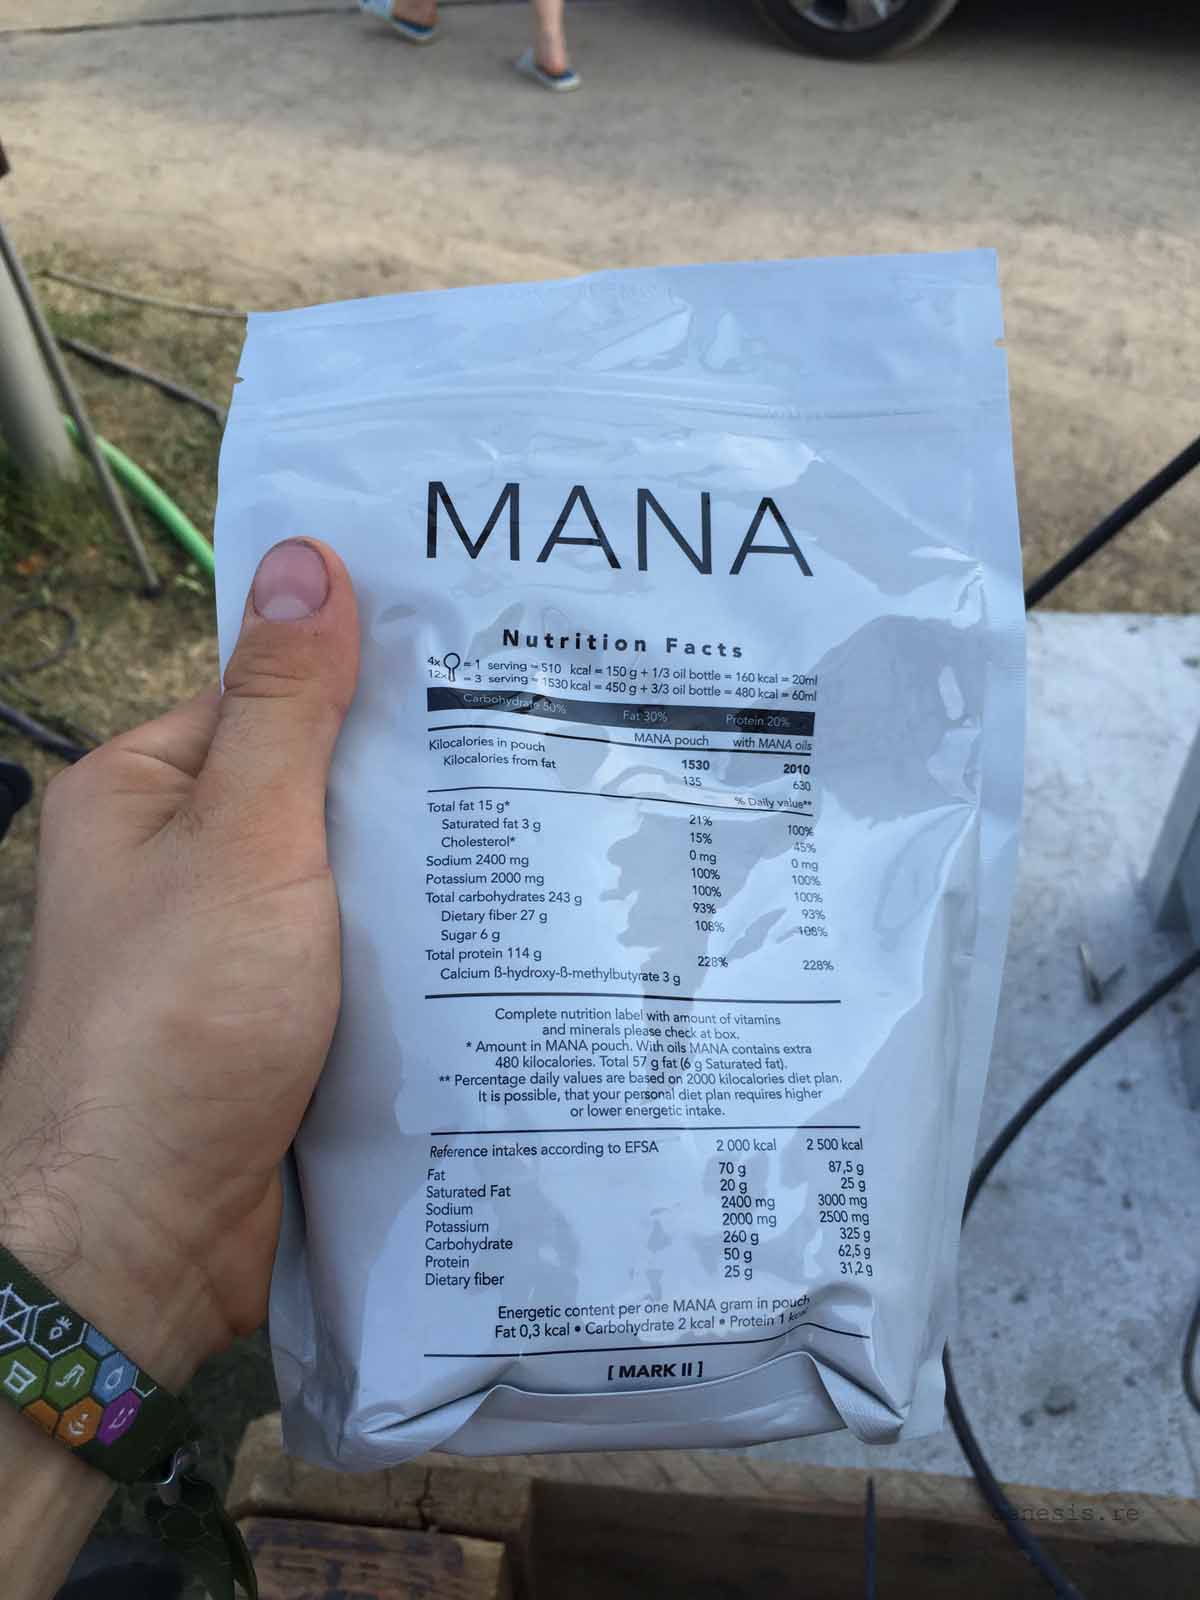 MANA
Nutrition Facts
4x = 1 serving = 510 kcal = 150 g + 1/3 oil bottle = 160 kcal = 20ml
12x = 3 serving = 1530 kcal = 450 g + 3/3 oil bottle = 480 kcal = 60ml
Carbohydrate 50% Fat 30% Protein 20%
MANA pouch with MANA oils
Kilocalories in pouch 1530 2010
Kilocalories from fat 135 630
% Daily value**
Total fat 15 g* 21% 100%
Saturated fat 3 g 15% 45%
Cholesterol* 0 mg 0 mg
Sodium 2400 mg 100% 100%
Potassium 2000 mg 100% 100%
Total carbohydrates 243 g 93% 93%
Dietary fiber 27 g 108% 108%
Sugar 6 g
Total protein 114 g 228% 228%
Calcium ß-hydroxy-ß-methylbutyrate 3 g
Complete nutrition label with amount of vitamins
and minerals please check at box.
* Amount in MANA pouch. With oils MANA contains extra
480 kilocalories. Total 57 g fat (6 g Saturated fat).
** Percentage daily values are based on 2000 kilocalories diet plan.
It is possible, that your personal diet plan requires higher
or lower energetic intake.
Reference intakes according to EFSA 2 000 kcal 2 500 kcal
Fat 70 g 87,5 g
Saturated Fat 20 g 25 g
Sodium 2400 mg 3000 mg
Potassium 2000 mg 2500 mg
Carbohydrate 260 g 325 g
Protein 50 g 62,5 g
Dietary fiber 25 g 31,2 g
Energetic content per one MANA gram in pouch
Fat 0,3 kcal • Carbohydrate 2 kcal • Protein 1 kcal
[ MARK II ]